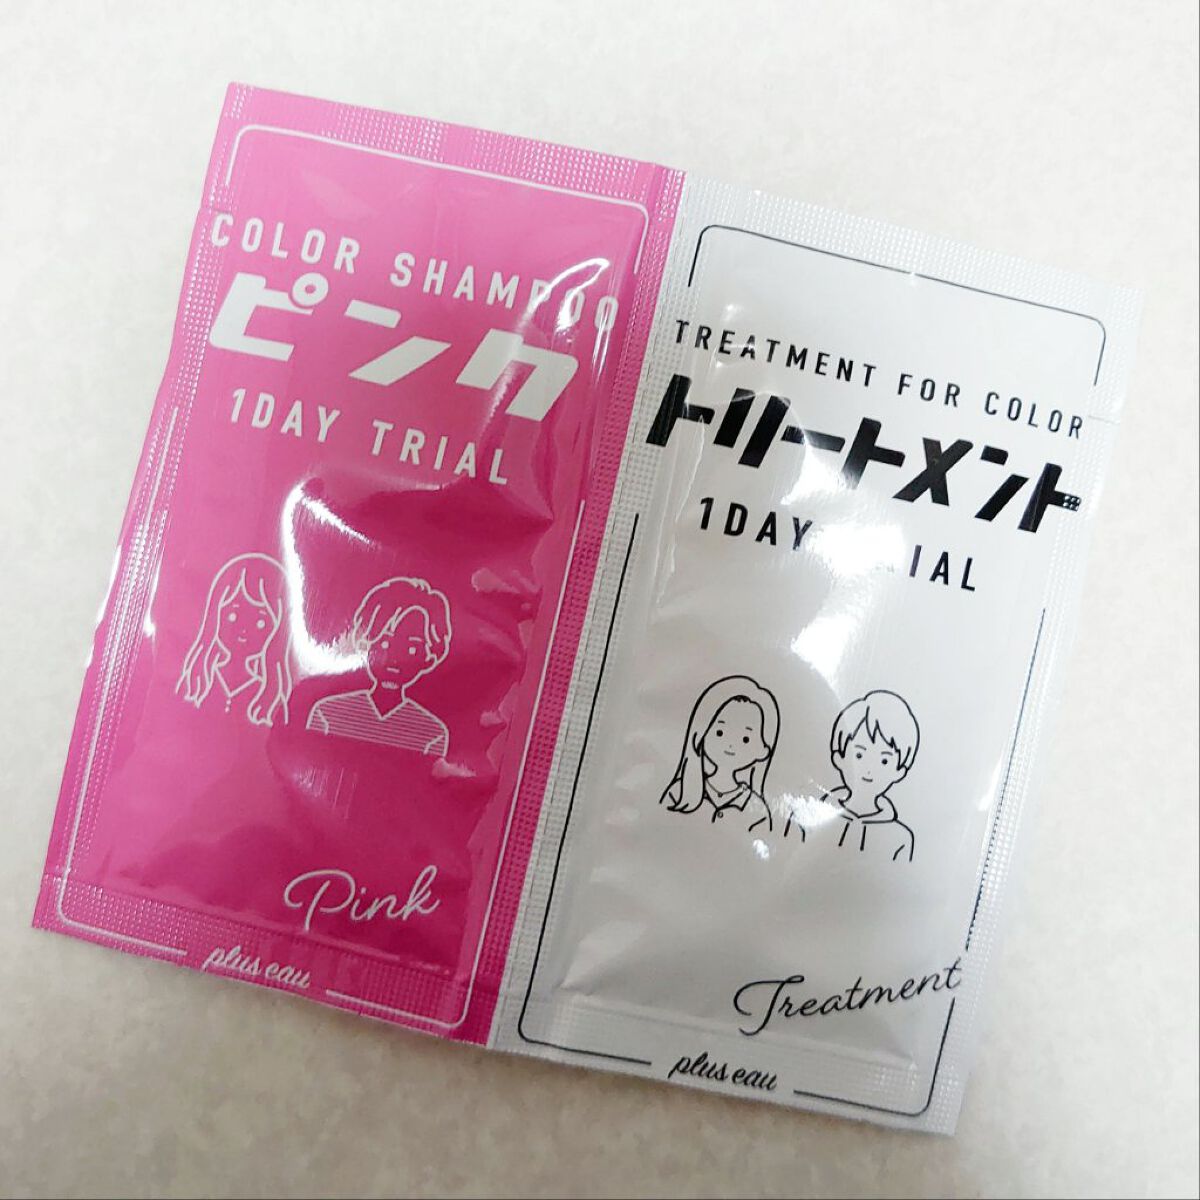 COLOR SHAMPOO
ピンク
1DAY TRIAL
Pink
plus eau
TREATMENT FOR COLOR
トリートメント
1DAY TRIAL
Treatment
plus eau